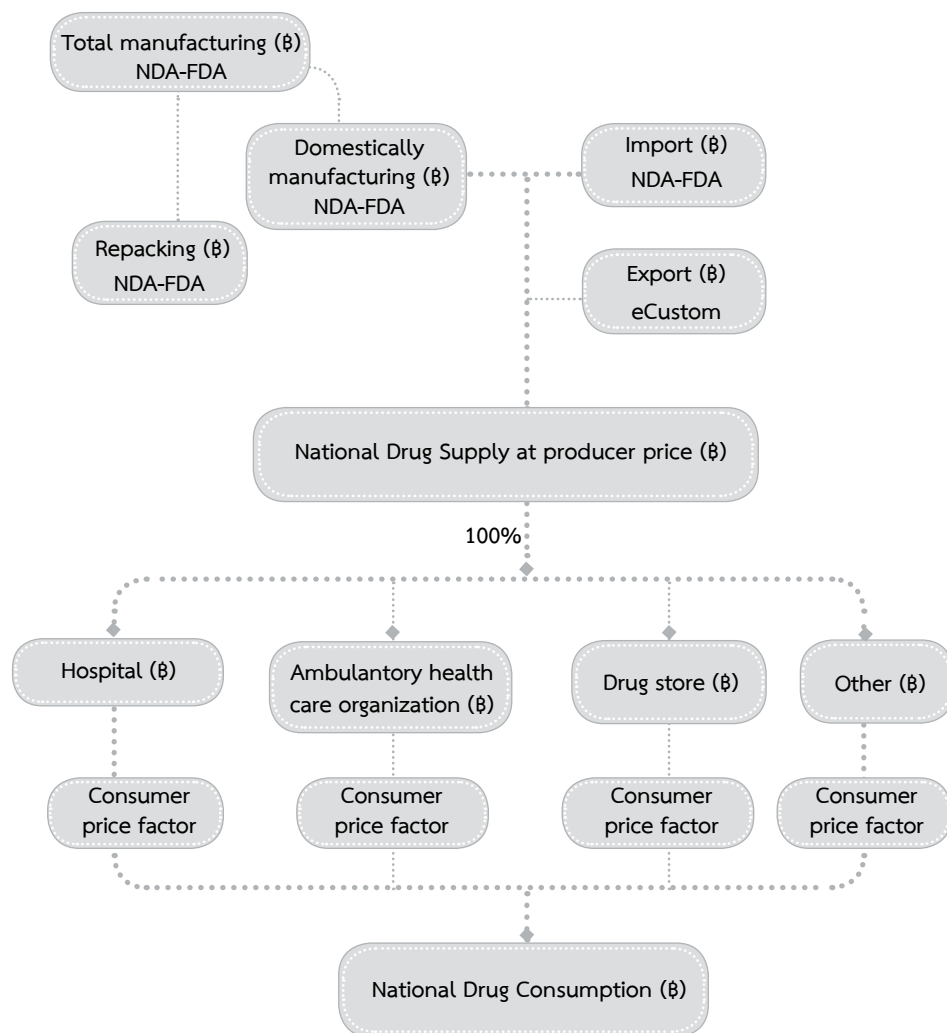 Total manufacturing (฿)
NDA-FDA
Domestically
manufacturing (฿)
NDA-FDA
Import (฿)
NDA-FDA
Repacking (฿)
NDA-FDA
Export (฿)
eCustom
National Drug Supply at producer price (฿)
100%
Hospital (฿)
Ambulantory health
care organization (฿)
Drug store (฿)
Other (฿)
Consumer
price factor
Consumer
price factor
Consumer
price factor
Consumer
price factor
National Drug Consumption (฿)